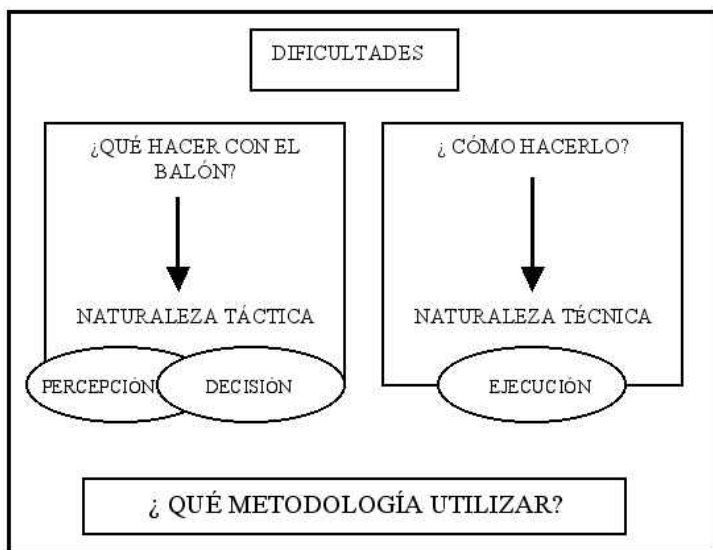 DIFICULTADES
¿QUÉ HACER CON EL
BALÓN?
NATURALEZA TÁCTICA
PERCEPCIÓN
DECISIÓN
¿ CÓMO HACERLO?
NATURALEZA TÉCNICA
EJECUCIÓN
¿ QUÉ METODOLOGÍA UTILIZAR?